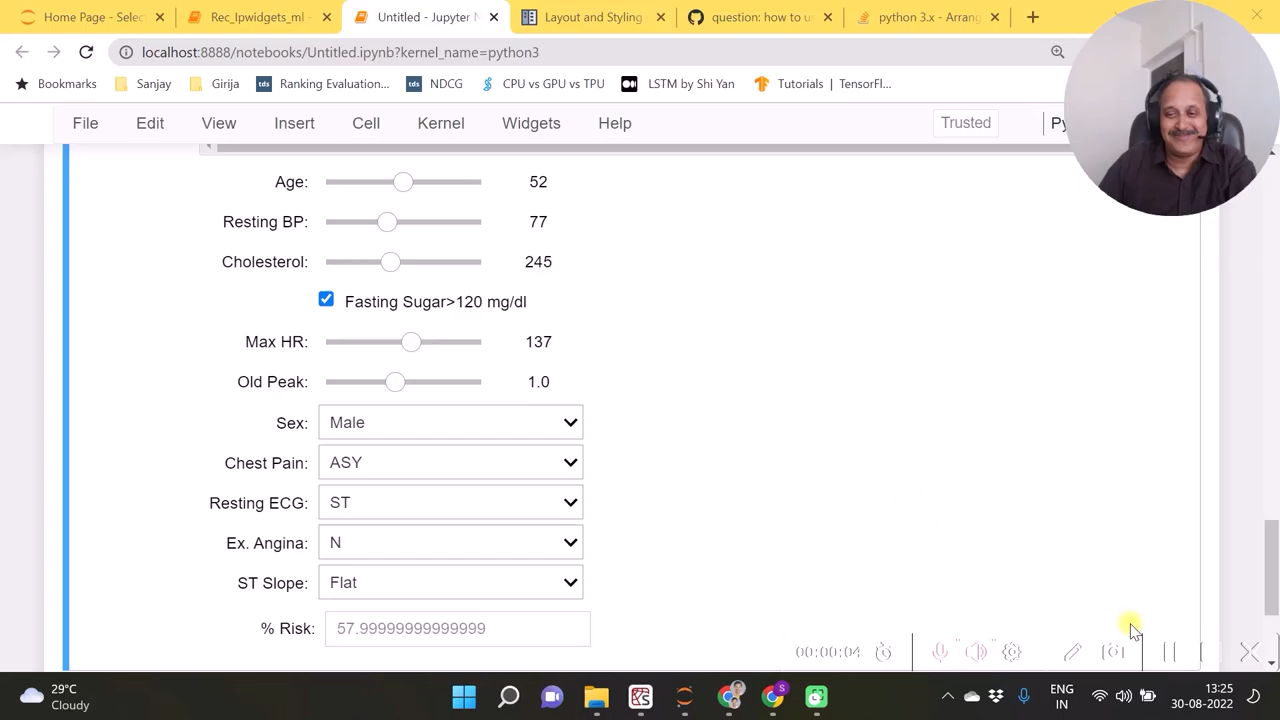 Home Page - Selec
Rec_Ipwidgets_ml -
Untitled - Jupyter N
Layout and Styling
question: how to u
python 3.x - Arrang
localhost:8888/notebooks/Untitled.ipynb?kernel_name=python3
Bookmarks
Sanjay
Girija
tds Ranking Evaluation...
tds NDCG
CPU vs GPU vs TPU
LSTM by Shi Yan
Tutorials | TensorFl...
File Edit View Insert Cell Kernel Widgets Help Trusted
Age: 52
Resting BP: 77
Cholesterol: 245
Fasting Sugar>120 mg/dl
Max HR: 137
Old Peak: 1.0
Sex: Male
Chest Pain: ASY
Resting ECG: ST
Ex. Angina: N
ST Slope: Flat
% Risk: 57.99999999999999
00:00:04
29°C
Cloudy
ENG
IN
13:25
30-08-2022